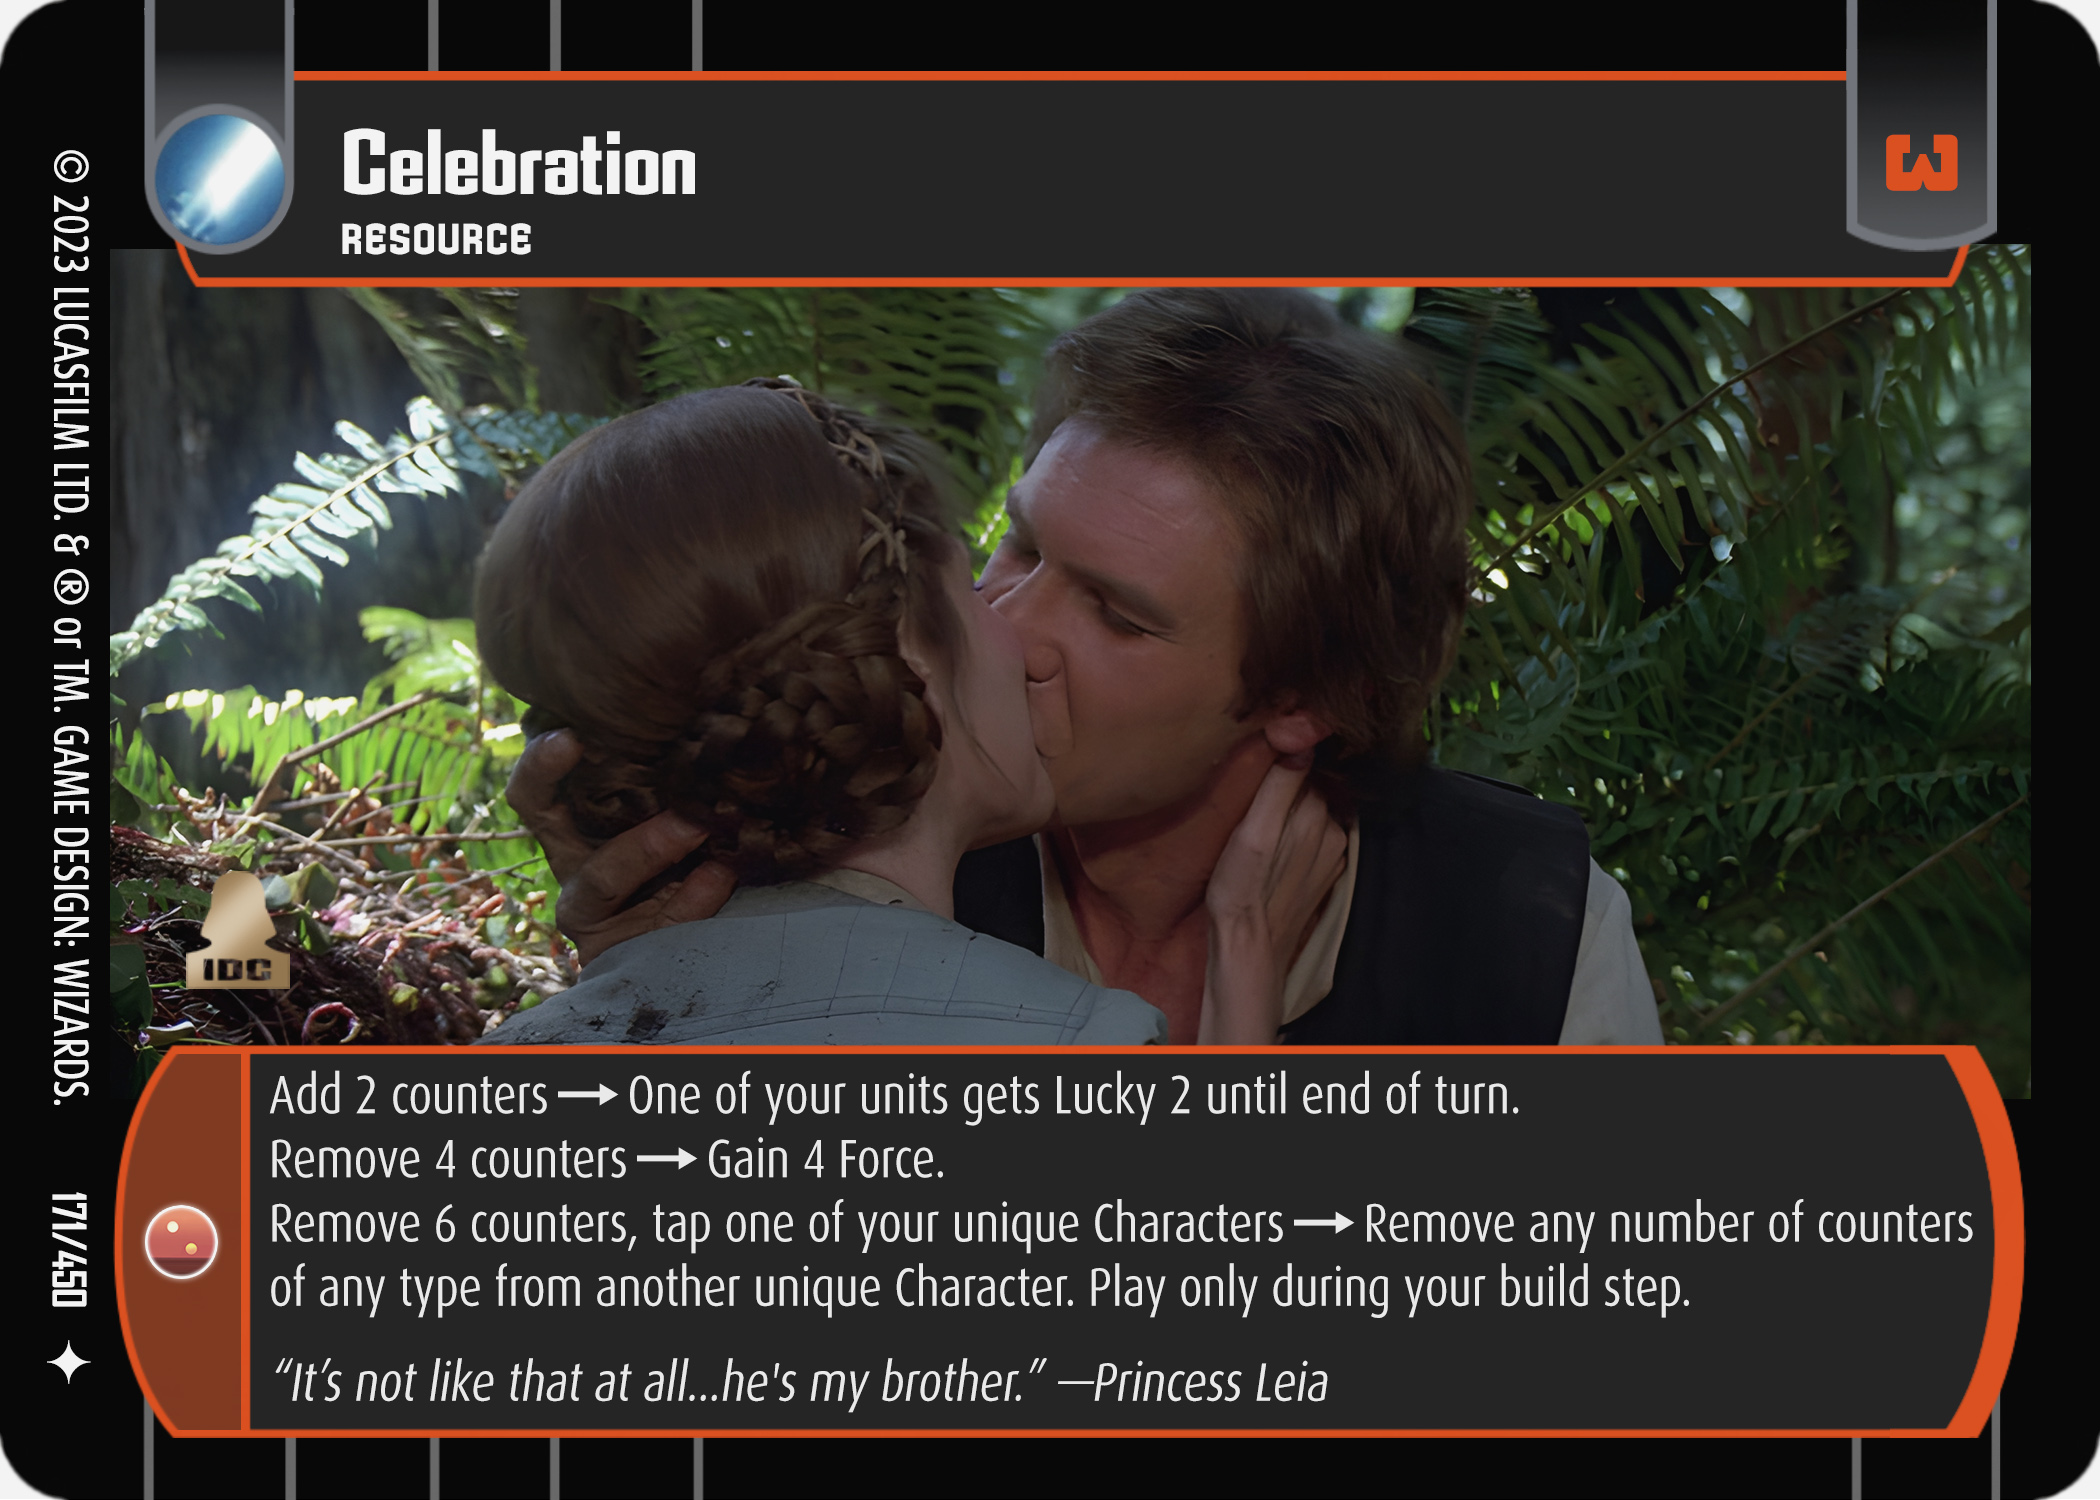 Celebration
RESOURCE
3
© 2023 LUCASFILM LTD. & ® or TM. GAME DESIGN: WIZARDS.
171/450
IDC
Add 2 counters → One of your units gets Lucky 2 until end of turn.
Remove 4 counters → Gain 4 Force.
Remove 6 counters, tap one of your unique Characters → Remove any number of counters
of any type from another unique Character. Play only during your build step.
“It’s not like that at all...he's my brother.” —Princess Leia